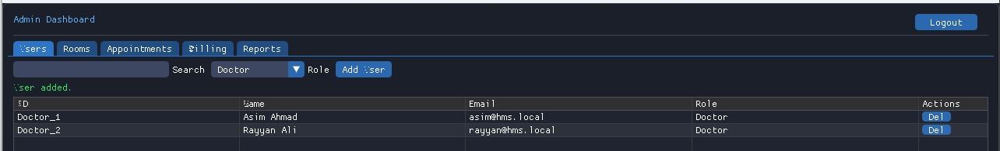 Admin Dashboard
Logout
Users Rooms Appointments Billing Reports
Search Doctor Role Add User
User added.
ID Name Email Role Actions
Doctor_1 Asim Ahmad asim@hms.local Doctor Del
Doctor_2 Rayyan Ali rayyan@hms.local Doctor Del